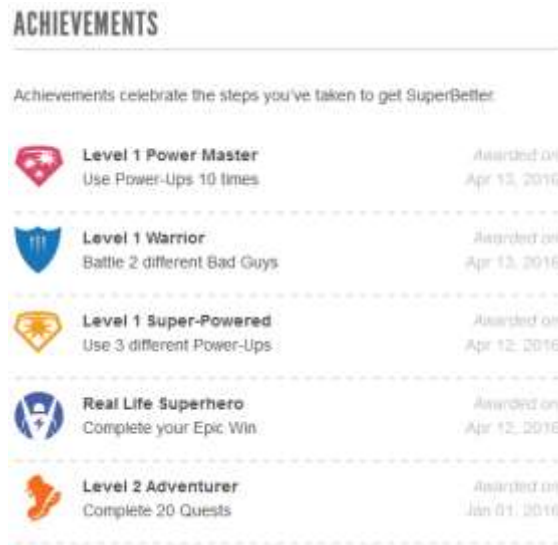 ACHIEVEMENTS
Achievements celebrate the steps you've taken to get SuperBetter.
Level 1 Power Master
Awarded on
Use Power-Ups 10 times
Apr 13, 2016
Level 1 Warrior
Awarded on
Battle 2 different Bad Guys
Apr 13, 2016
Level 1 Super-Powered
Awarded on
Use 3 different Power-Ups
Apr 12, 2016
Real Life Superhero
Awarded on
Complete your Epic Win
Apr 12, 2016
Level 2 Adventurer
Awarded on
Complete 20 Quests
Jan 01, 2016